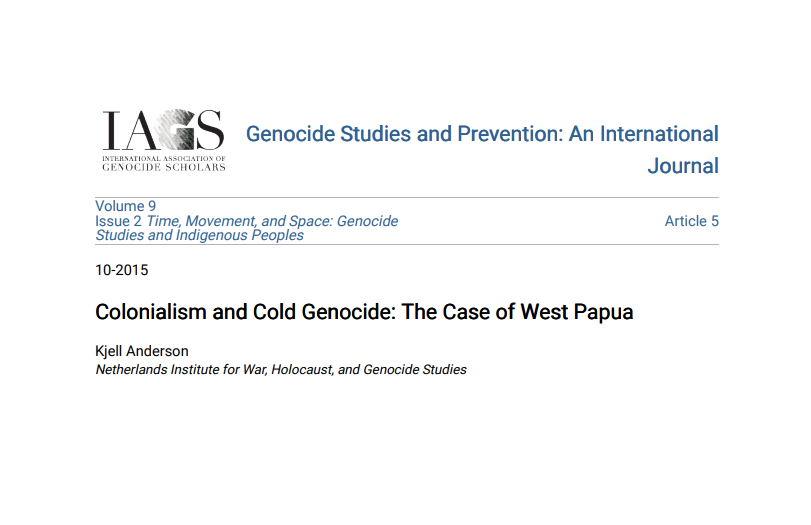 IAGS
INTERNATIONAL ASSOCIATION OF
GENOCIDE SCHOLARS
Genocide Studies and Prevention: An International
Journal
Volume 9
Issue 2 Time, Movement, and Space: Genocide
Studies and Indigenous Peoples
Article 5
10-2015
Colonialism and Cold Genocide: The Case of West Papua
Kjell Anderson
Netherlands Institute for War, Holocaust, and Genocide Studies